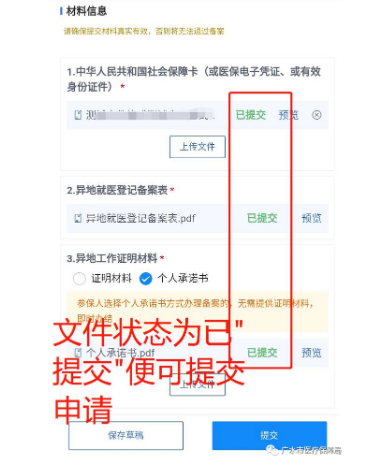 材料信息
请确保提交材料真实有效，否则将无法通过备案
1.中华人民共和国社会保障卡（或医保电子凭证、或有效
身份证件）*
已提交 预览
上传文件
2.异地就医登记备案表*
异地就医登记备案表.pdf 已提交 预览
3.异地工作证明材料*
证明材料 个人承诺书
参保人选择个人承诺书方式办理备案的，无需提供证明材料，
即时办结
个人承诺书.pdf 已提交 预览
上传文件
文件状态为已"
提交"便可提交
申请
保存草稿 提交
广水市医疗保障局